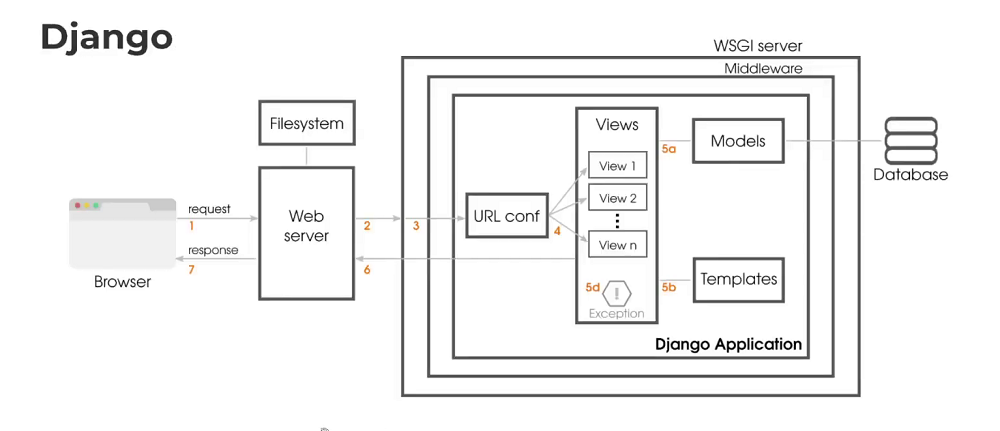 Django
WSGI server
Middleware
Filesystem
Views
Models
5a
Database
View 1
View 2
View n
URL conf
4
Web
server
request
1
2
3
response
7
6
Browser
5d
Exception
5b
Templates
Django Application